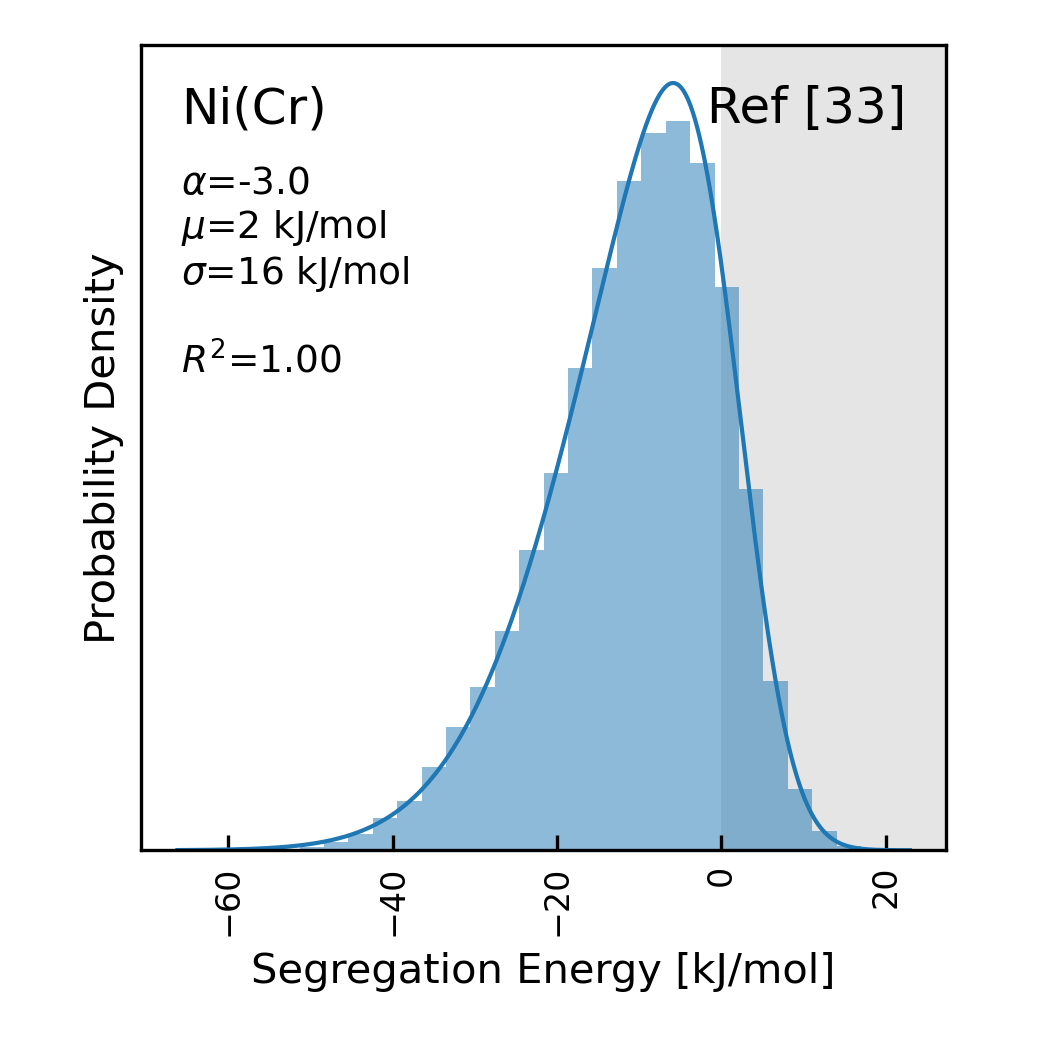 Ni(Cr)
Ref [33]
α=-3.0
μ=2 kJ/mol
σ=16 kJ/mol
R²=1.00
Probability Density
−60
−40
−20
0
20
Segregation Energy [kJ/mol]